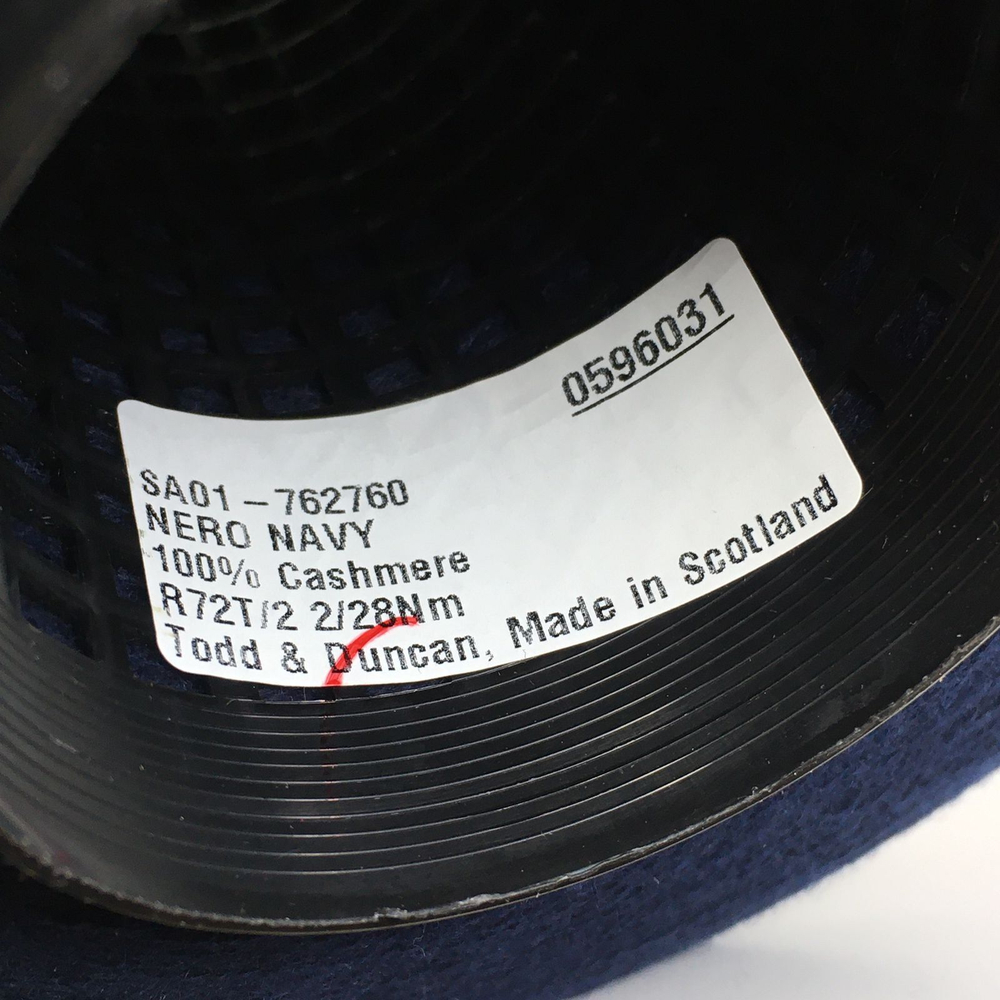 0596031
SA01-762760
NERO NAVY
100% Cashmere
R72T/2 2/28Nm
Todd & Duncan, Made in Scotland